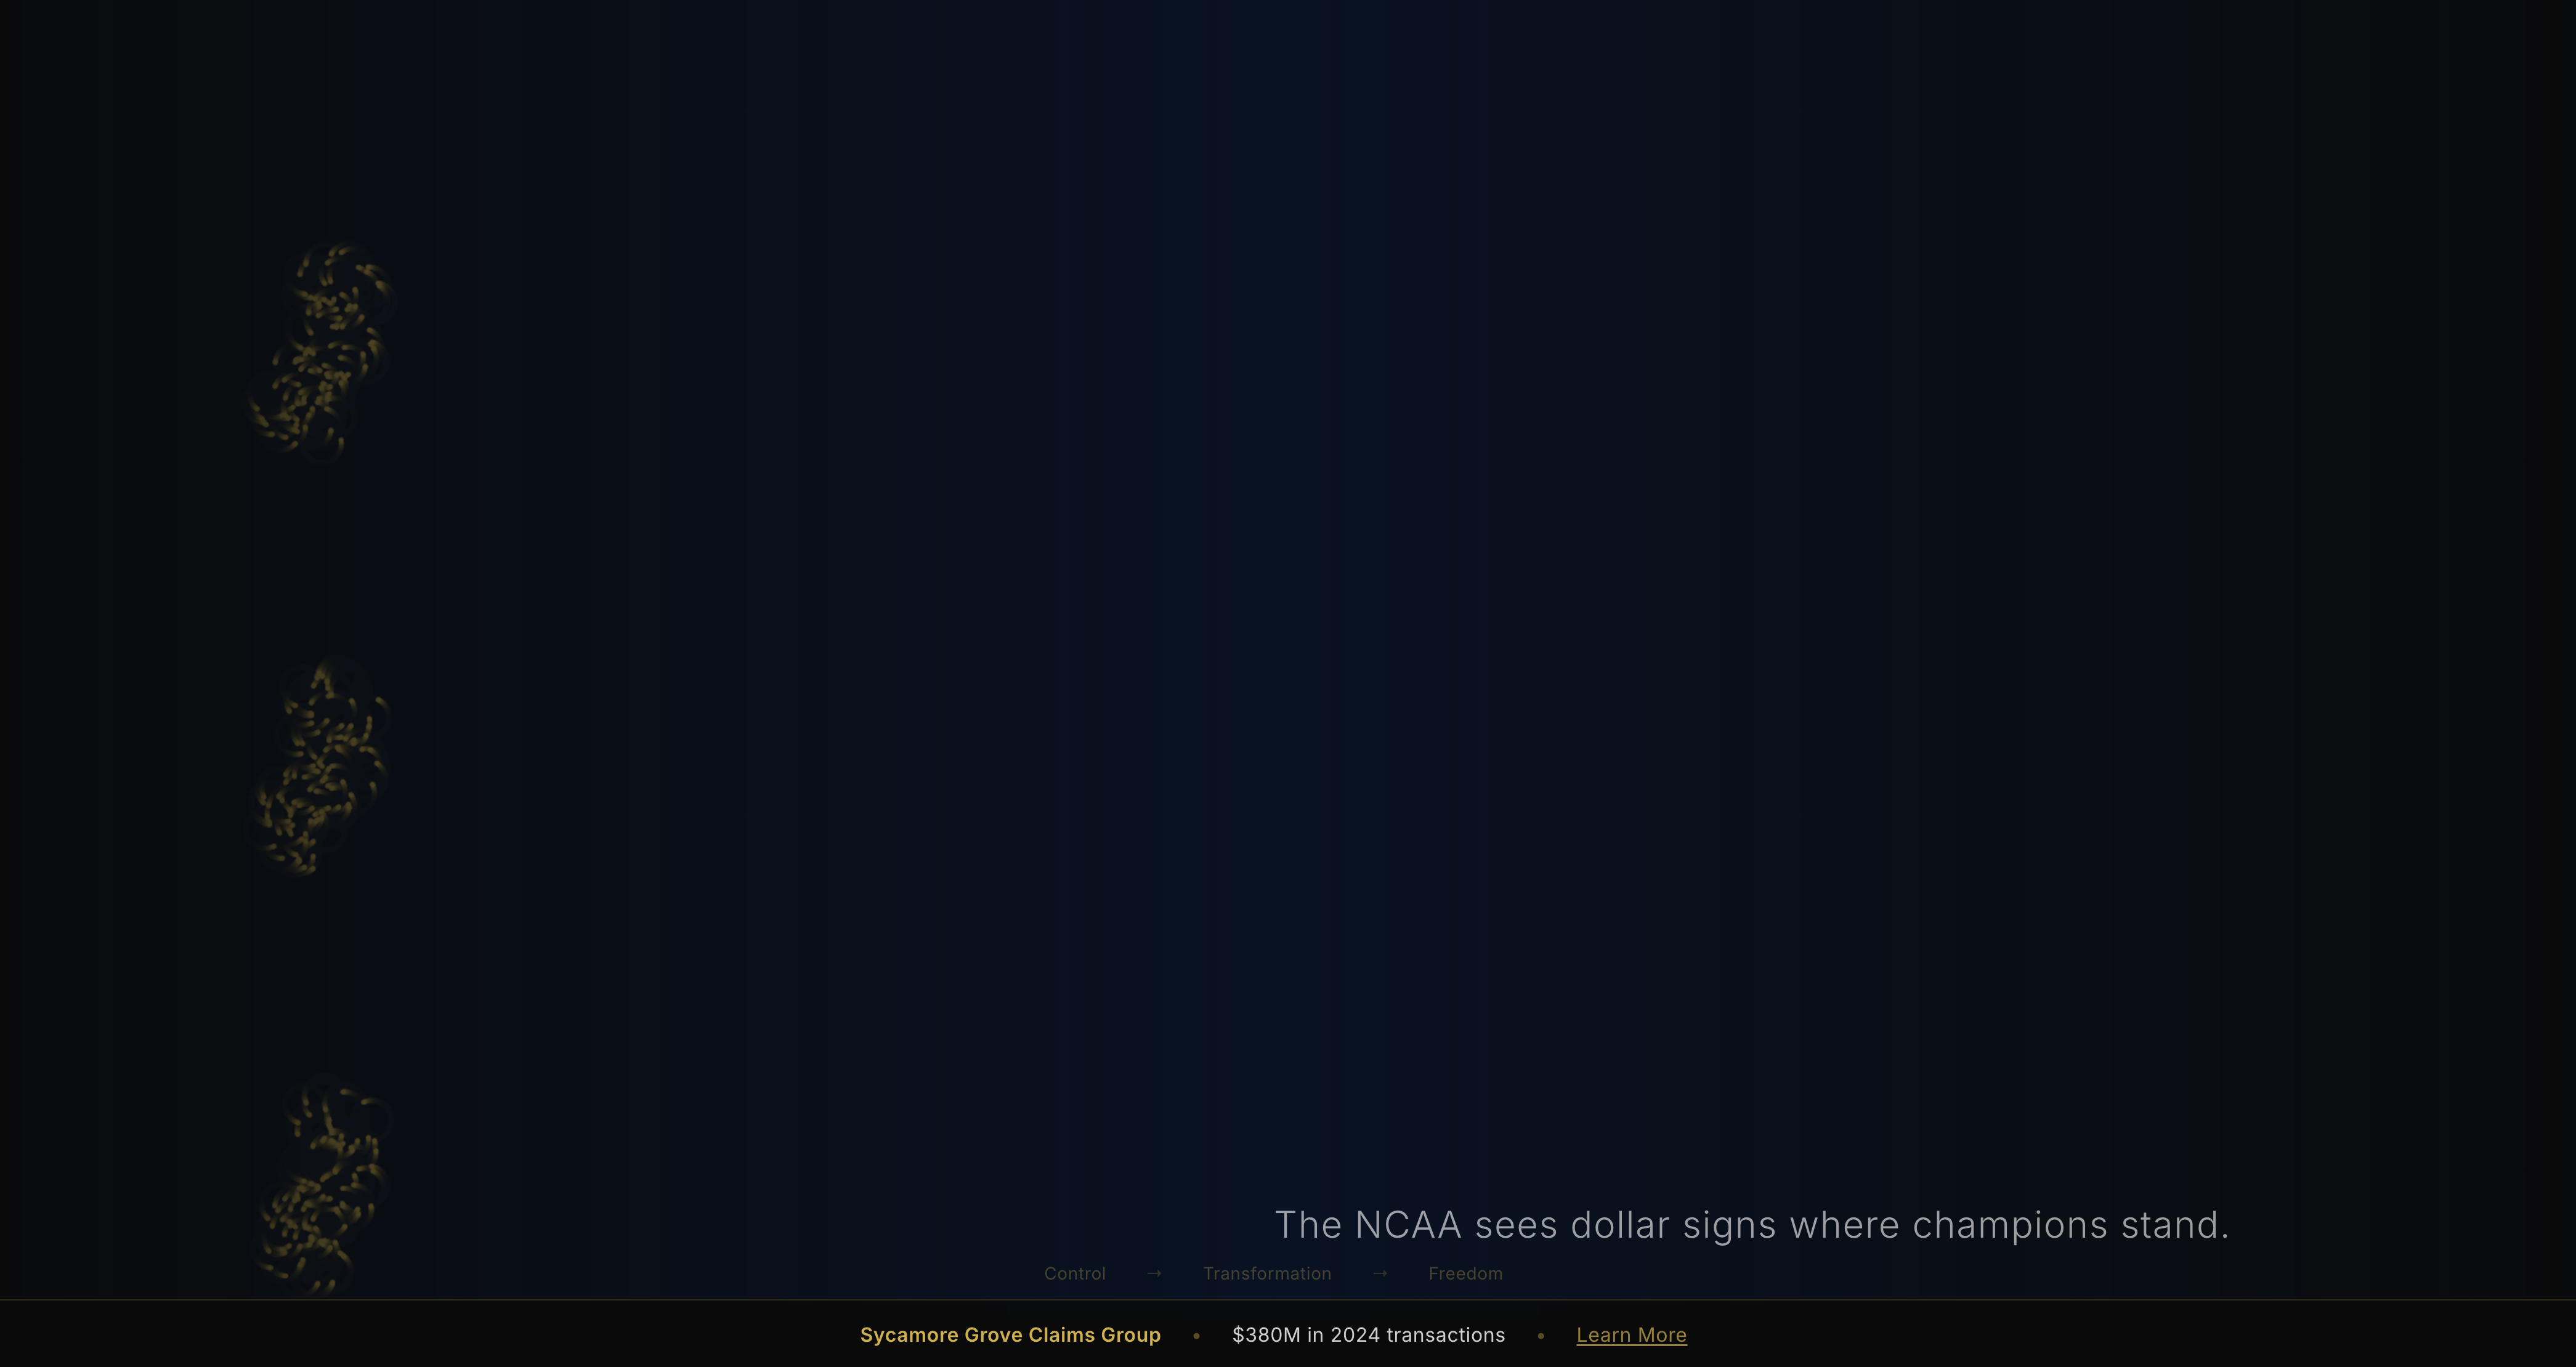 The NCAA sees dollar signs where champions stand.
Control → Transformation → Freedom
Sycamore Grove Claims Group • $380M in 2024 transactions • Learn More